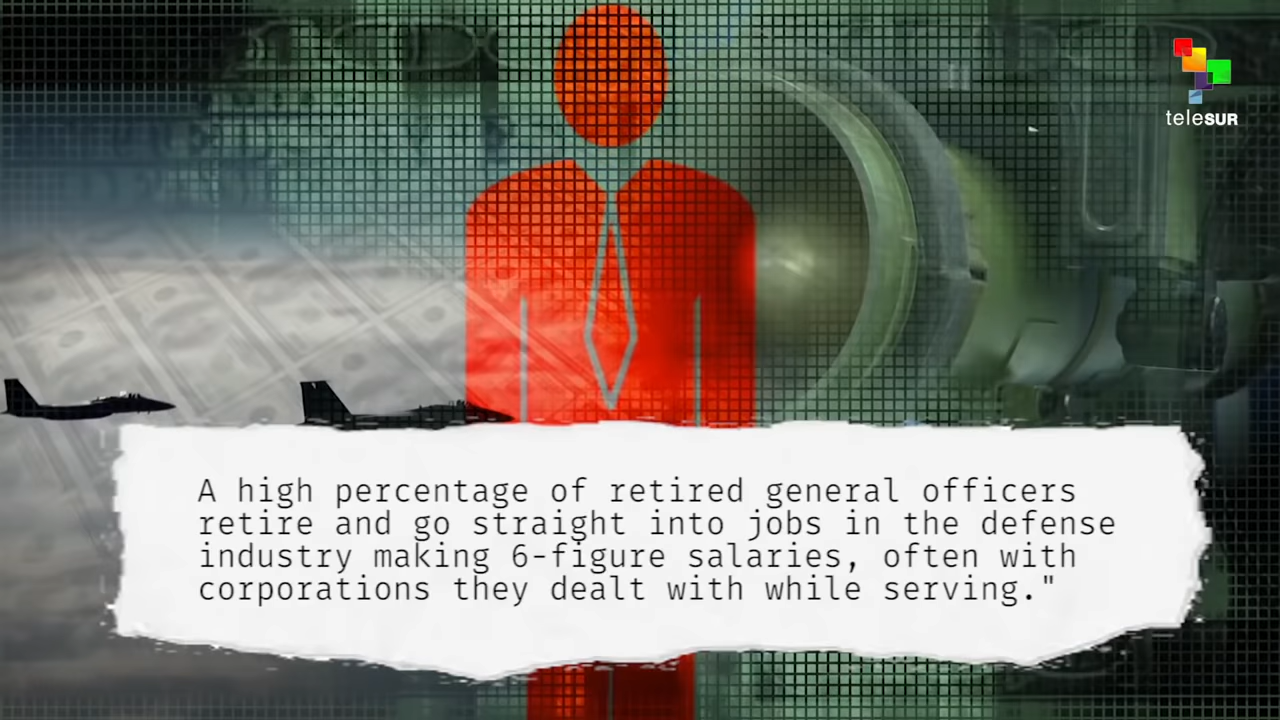 teleSUR
A high percentage of retired general officers
retire and go straight into jobs in the defense
industry making 6-figure salaries, often with
corporations they dealt with while serving."